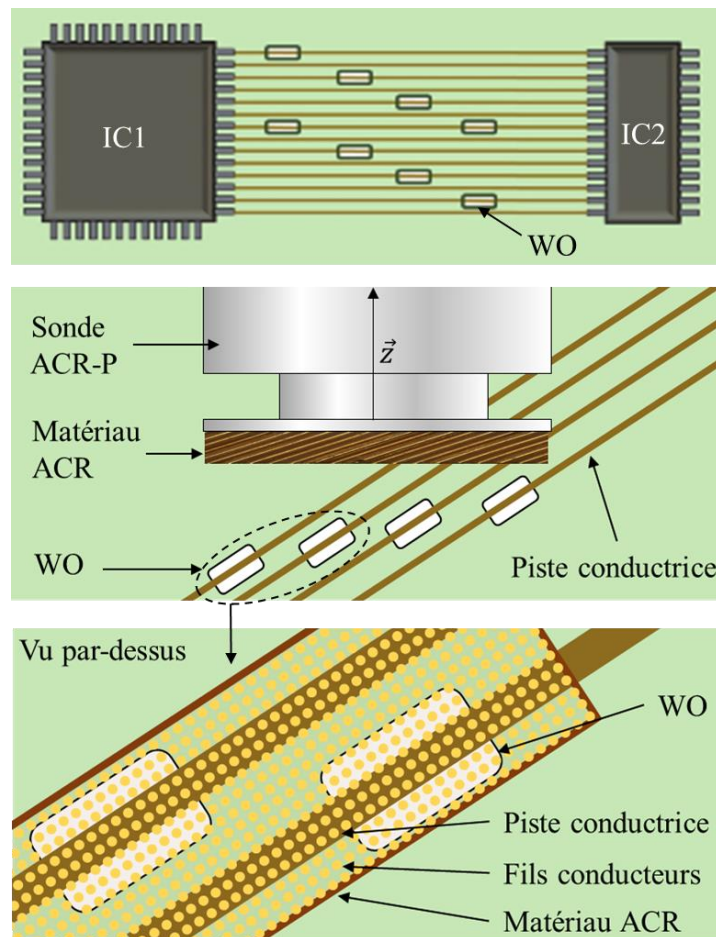 IC1
IC2
WO
Sonde
ACR-P
z⃗
Matériau
ACR
WO
Piste conductrice
Vu par-dessus
WO
Piste conductrice
Fils conducteurs
Matériau ACR